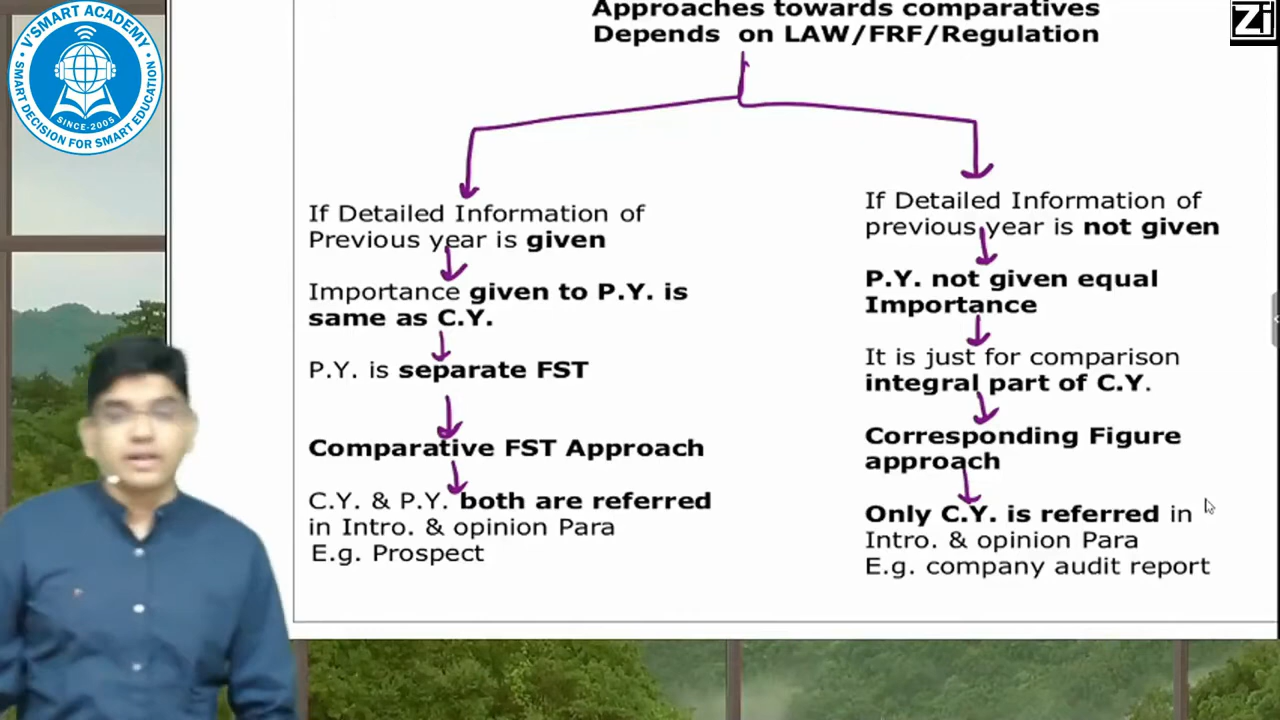 V'SMART ACADEMY
SINCE-2005
SMART DECISION FOR SMART EDUCATION
Zi
Approaches towards comparatives
Depends on LAW/FRF/Regulation
If Detailed Information of
Previous year is given
Importance given to P.Y. is
same as C.Y.
P.Y. is separate FST
Comparative FST Approach
C.Y. & P.Y. both are referred
in Intro. & opinion Para
E.g. Prospect
If Detailed Information of
previous year is not given
P.Y. not given equal
Importance
It is just for comparison
integral part of C.Y.
Corresponding Figure
approach
Only C.Y. is referred in
Intro. & opinion Para
E.g. company audit report